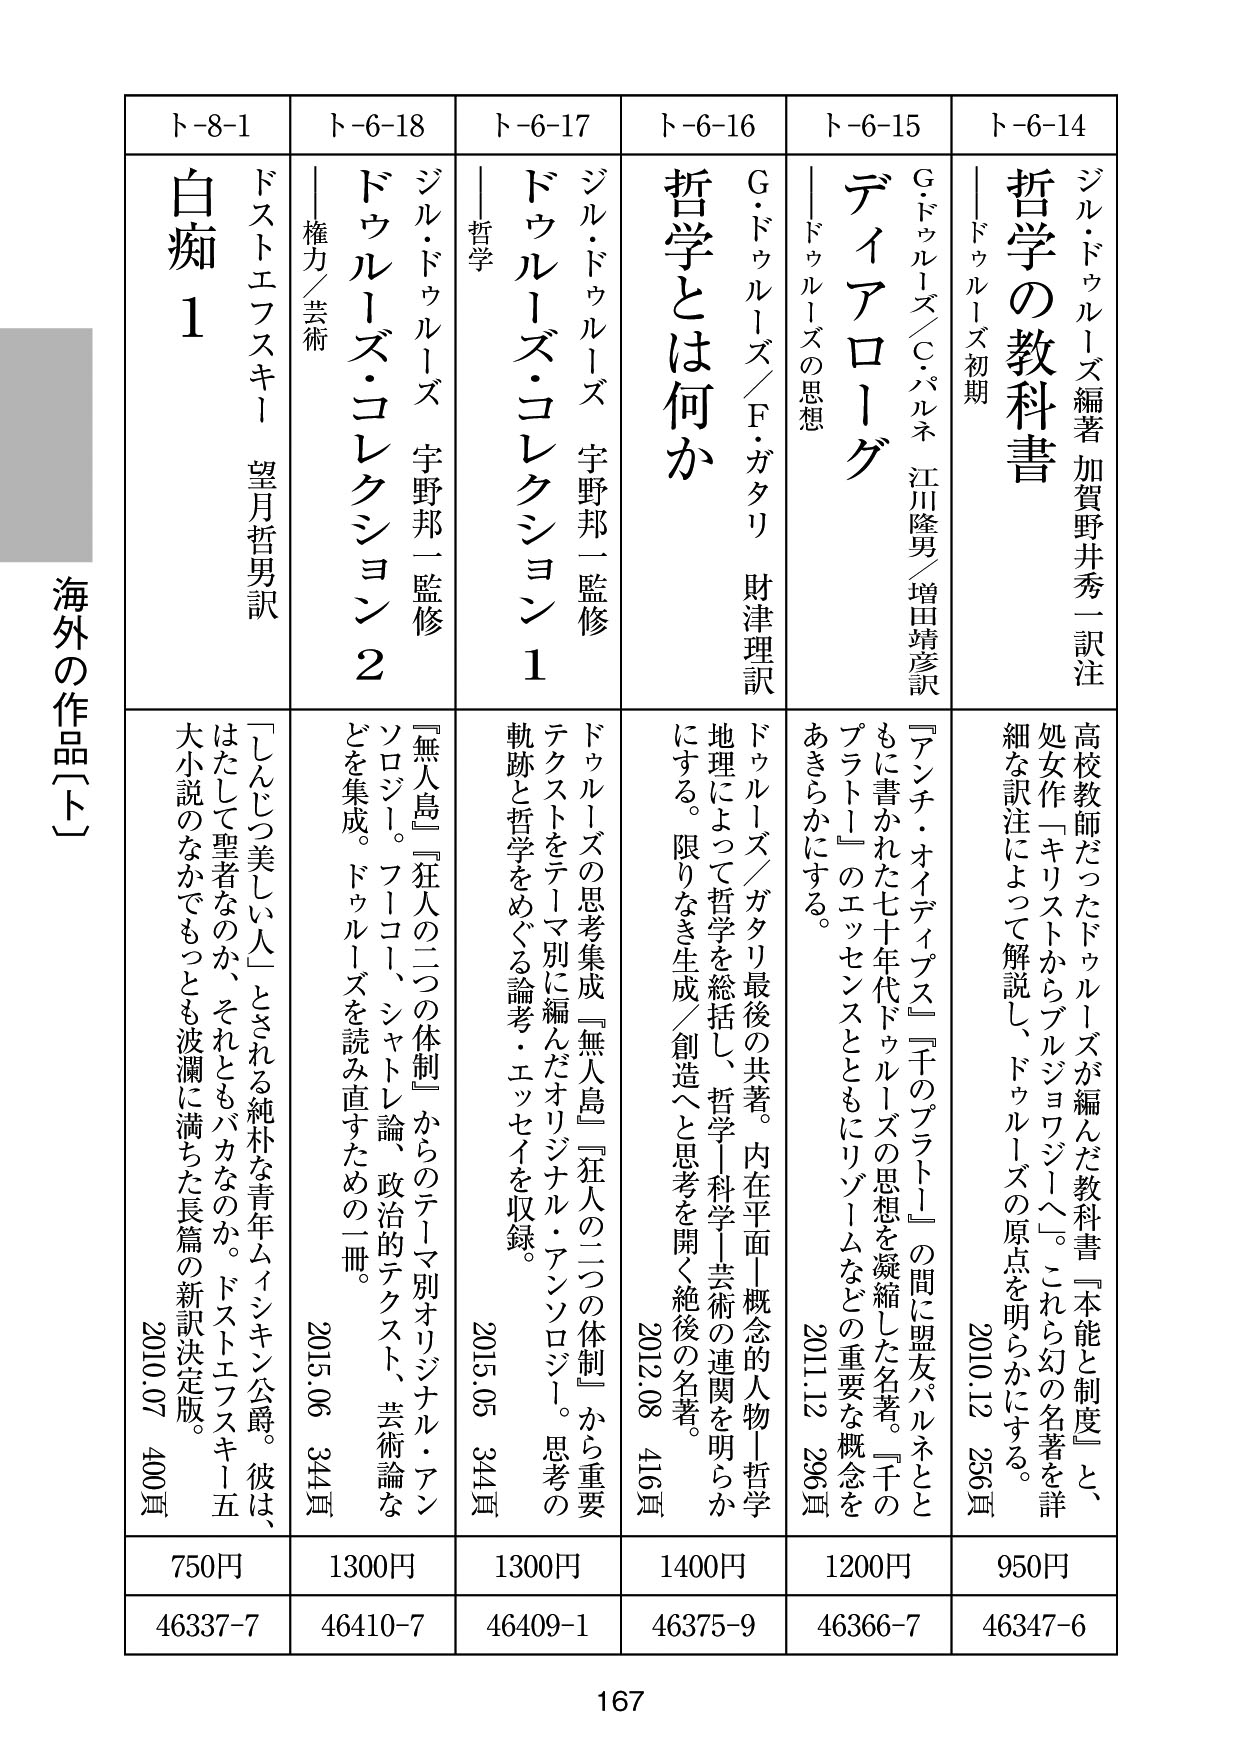 ト-6-14
ジル・ドゥルーズ編著 加賀野井秀一訳注
哲学の教科書
――ドゥルーズ初期
高校教師だったドゥルーズが編んだ教科書『本能と制度』と、
処女作「キリストからブルジョワジーへ」。これら幻の名著を詳
細な訳注によって解説し、ドゥルーズの原点を明らかにする。
2010.12 256頁
950円
46347-6
ト-6-15
G・ドゥルーズ/C・パルネ 江川隆男/増田靖彦訳
ディアローグ
――ドゥルーズの思想
『アンチ・オイディプス』『千のプラトー』の間に盟友パルネとと
もに書かれた七十年代ドゥルーズの思想を凝縮した名著。『千の
プラトー』のエッセンスとともにリゾームなどの重要な概念を
あきらかにする。
2011.12 296頁
1200円
46366-7
ト-6-16
G・ドゥルーズ/F・ガタリ 財津理訳
哲学とは何か
ドゥルーズ/ガタリ最後の共著。内在平面―概念的人物―哲学
地理によって哲学を総括し、哲学―科学―芸術の連関を明らか
にする。限りなき生成/創造へと思考を開く絶後の名著。
2012.08 416頁
1400円
46375-9
ト-6-17
ジル・ドゥルーズ 宇野邦一監修
ドゥルーズ・コレクション 1
――哲学
ドゥルーズの思考集成『無人島』『狂人の二つの体制』から重要
テクストをテーマ別に編んだオリジナル・アンソロジー。思考の
軌跡と哲学をめぐる論考・エッセイを収録。
2015.05 344頁
1300円
46409-1
ト-6-18
ジル・ドゥルーズ 宇野邦一監修
ドゥルーズ・コレクション 2
――権力/芸術
『無人島』『狂人の二つの体制』からのテーマ別オリジナル・アン
ソロジー。フーコー、シャトレ論、政治的テクスト、芸術論な
どを集成。ドゥルーズを読み直すための一冊。
2015.06 344頁
1300円
46410-7
ト-8-1
ドストエフスキー 望月哲男訳
白痴 1
「しんじつ美しい人」とされる純朴な青年ムィシキン公爵。彼は、
はたして聖者なのか、それともバカなのか。ドストエフスキー五
大小説のなかでもっとも波瀾に満ちた長篇の新訳決定版。
2010.07 400頁
750円
46337-7
海外の作品〔ト〕
167